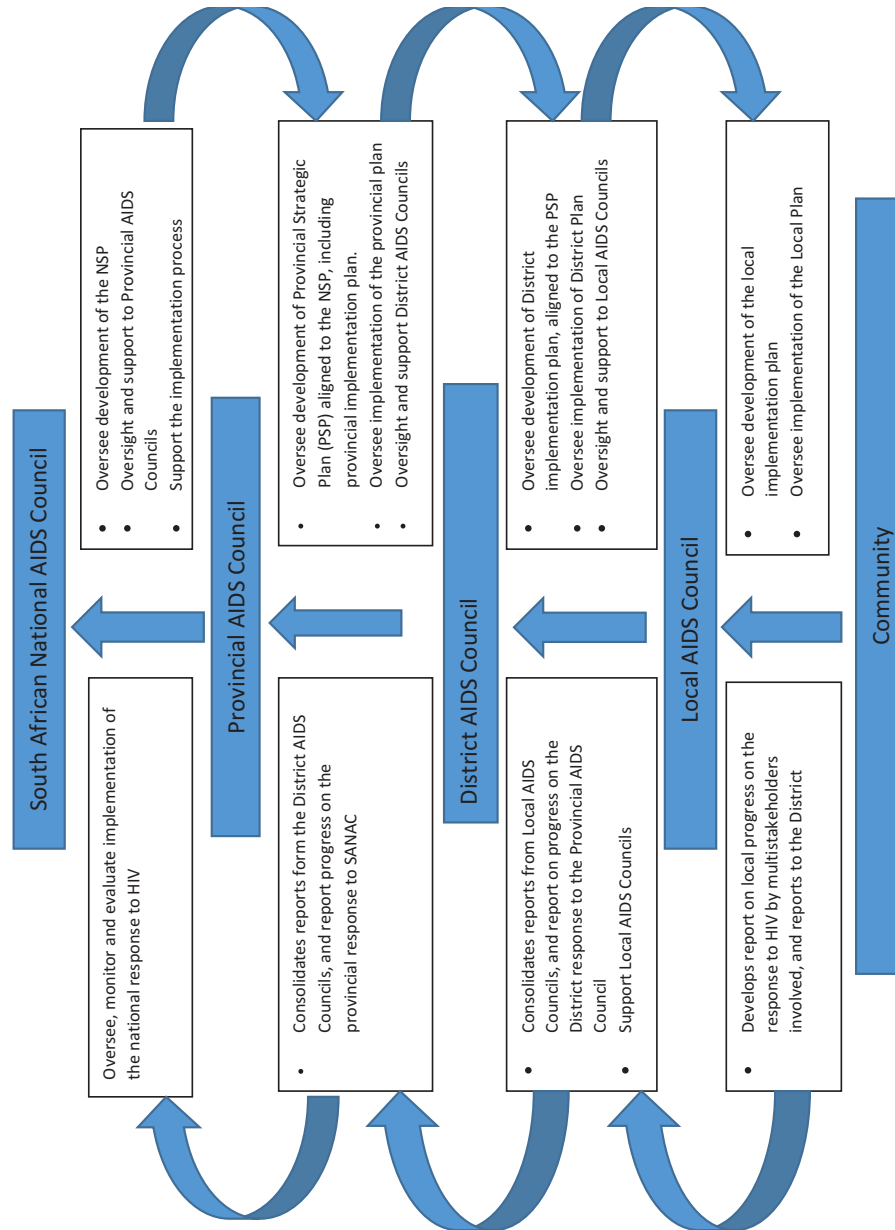 South African National AIDS Council
Oversee, monitor and evaluate implementation of
the national response to HIV
• Oversee development of the NSP
• Oversight and support to Provincial AIDS
Councils
• Support the implementation process
Provincial AIDS Council
• Consolidates reports form the District AIDS
Councils, and report progress on the
provincial response to SANAC
• Oversee development of Provincial Strategic
Plan (PSP) aligned to the NSP, including
provincial implementation plan.
• Oversee implementation of the provincial plan
• Oversight and support District AIDS Councils
District AIDS Council
• Consolidates reports from Local AIDS
Councils, and report on progress on the
District response to the Provincial AIDS
Council
• Support Local AIDS Councils
• Oversee development of District
implementation plan, aligned to the PSP
• Oversee implementation of District Plan
• Oversight and support to Local AIDS Councils
Local AIDS Council
• Develops report on local progress on the
response to HIV by multistakeholders
involved, and reports to the District
• Oversee development of the local
implementation plan
• Oversee implementation of the Local Plan
Community